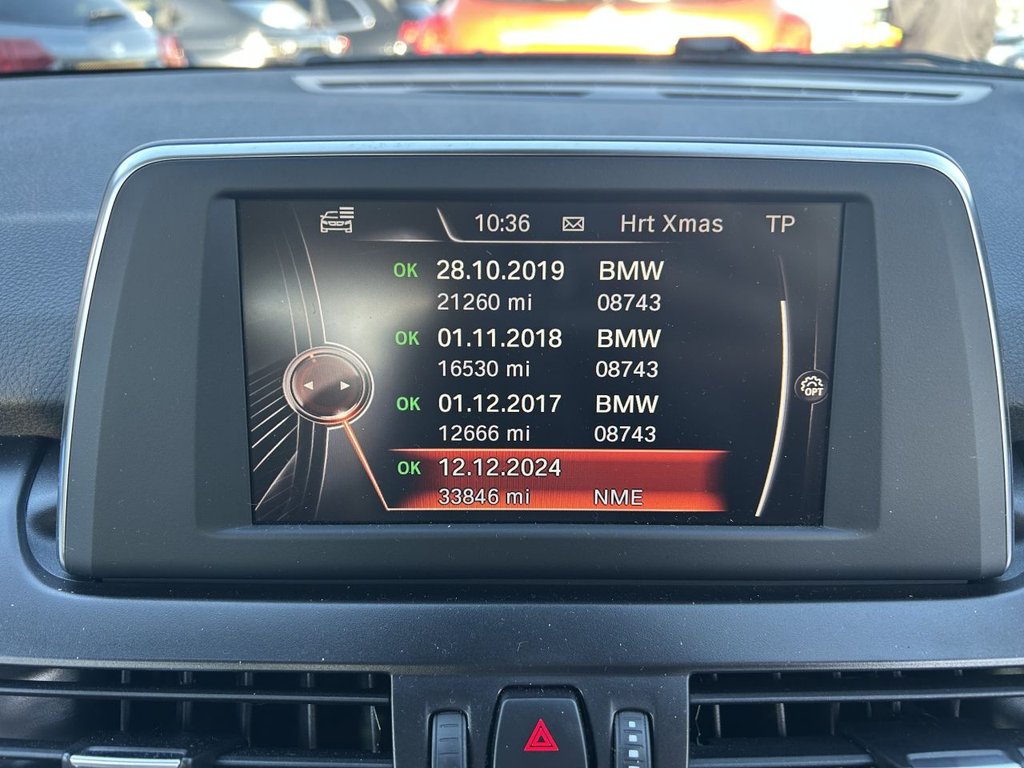 10:36 Hrt Xmas TP
OK 28.10.2019 BMW
21260 mi 08743
OK 01.11.2018 BMW
16530 mi 08743
OPT
OK 01.12.2017 BMW
12666 mi 08743
OK 12.12.2024
33846 mi NME